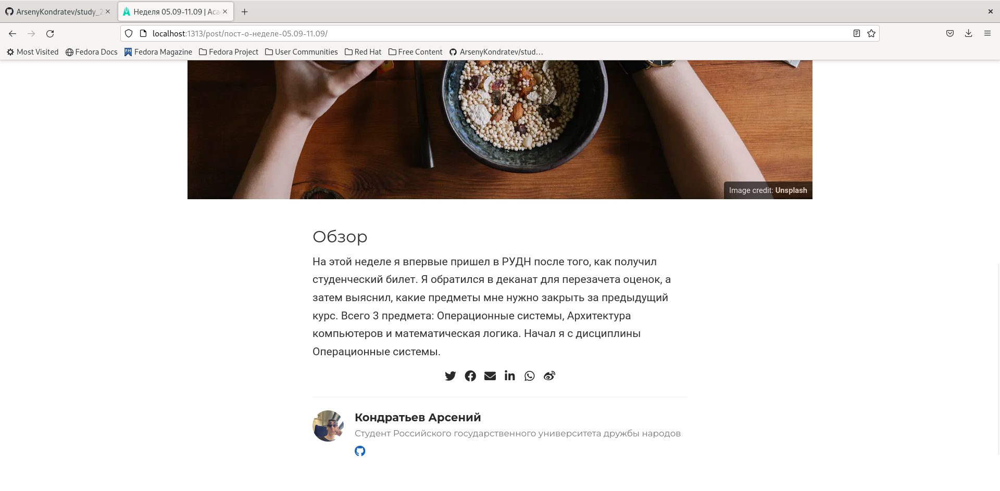 ArsenyKondratev/study_2
Неделя 05.09-11.09 | Aca
localhost:1313/post/пост-о-неделе-05.09-11.09/
Most Visited
Fedora Docs
FM
Fedora Magazine
Fedora Project
User Communities
Red Hat
Free Content
ArsenyKondratev/stud…
Image credit: Unsplash
Обзор
На этой неделе я впервые пришел в РУДН после того, как получил
студенческий билет. Я обратился в деканат для перезачета оценок, а
затем выяснил, какие предметы мне нужно закрыть за предыдущий
курс. Всего 3 предмета: Операционные системы, Архитектура
компьютеров и математическая логика. Начал я с дисциплины
Операционные системы.
Кондратьев Арсений
Студент Российского государственного университета дружбы народов